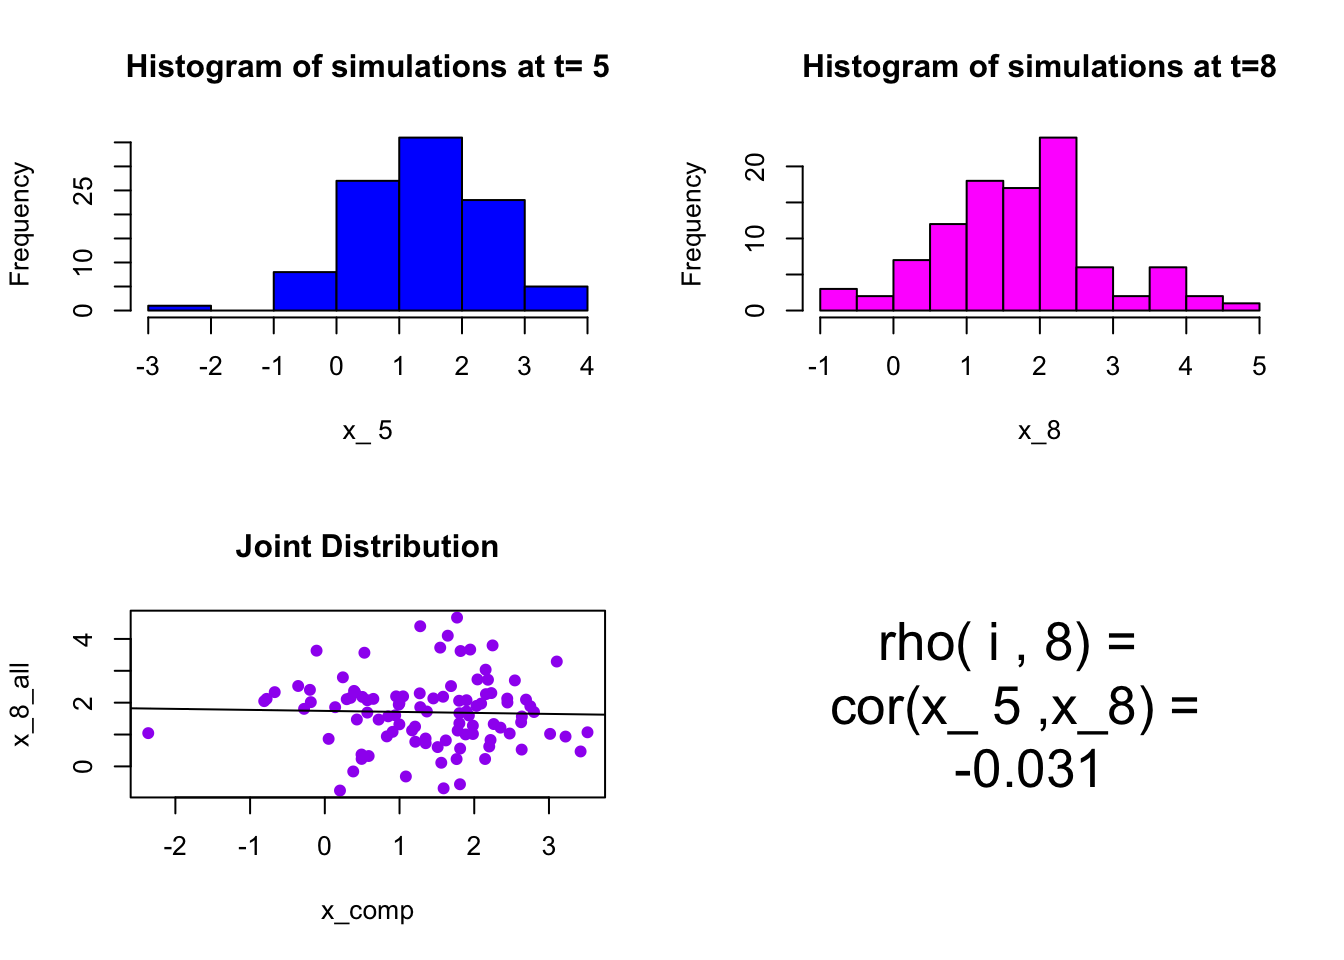 Histogram of simulations at t= 5
Frequency
25
10
0
-3 -2 -1 0 1 2 3 4
x_ 5
Histogram of simulations at t=8
Frequency
20
10
0
-1 0 1 2 3 4 5
x_8
Joint Distribution
x_8_all
4
2
0
-2 -1 0 1 2 3
x_comp
rho( i , 8) =
cor(x_ 5 ,x_8) =
-0.031